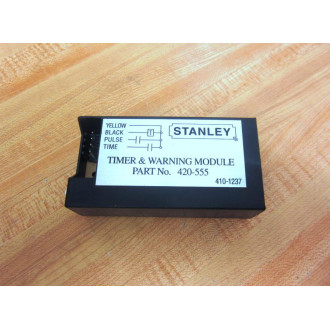 YELLOW
BLACK
PULSE
TIME
T
STANLEY
TIMER & WARNING MODULE
PART No. 420-555
410-1237